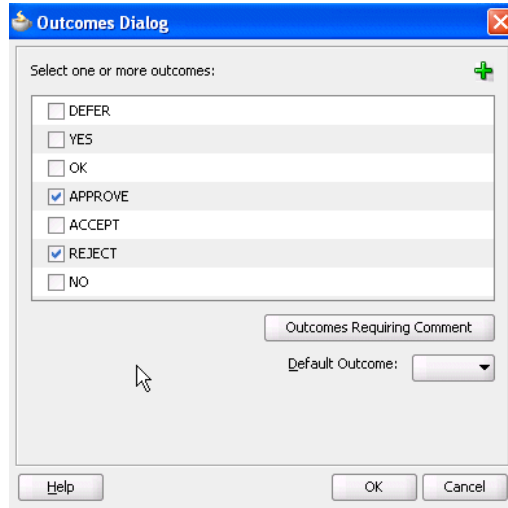 Outcomes Dialog
Select one or more outcomes:
DEFER
YES
OK
APPROVE
ACCEPT
REJECT
NO
Outcomes Requiring Comment
Default Outcome:
Help OK Cancel